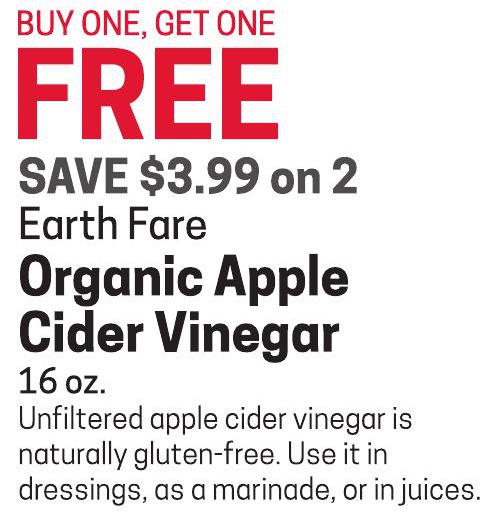 BUY ONE, GET ONE
FREE
SAVE $3.99 on 2
Earth Fare
Organic Apple
Cider Vinegar
16 oz.
Unfiltered apple cider vinegar is
naturally gluten-free. Use it in
dressings, as a marinade, or in juices.